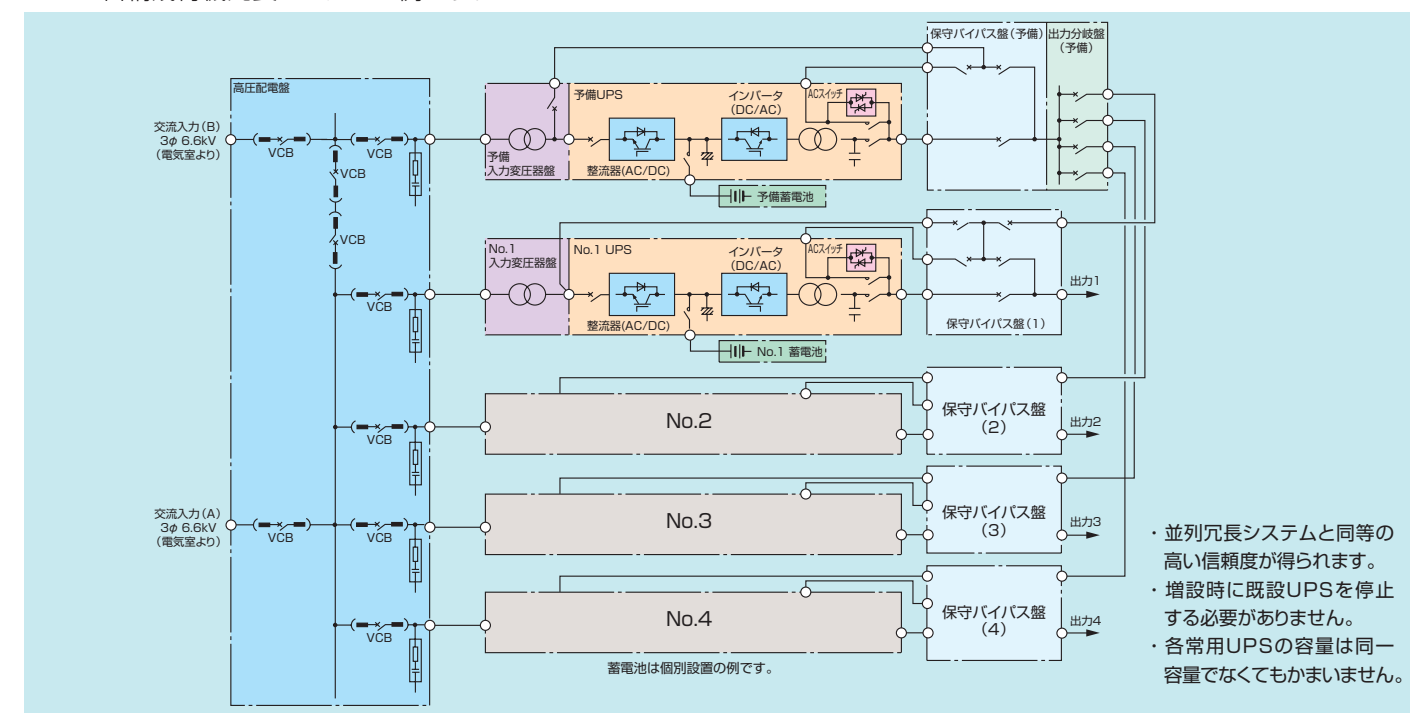 高圧配電盤
交流入力(B)
3φ 6.6kV
(電気室より)
VCB
VCB
VCB
VCB
予備
入力変圧器盤
予備UPS
整流器(AC/DC)
インバータ
(DC/AC)
ACスイッチ
予備蓄電池
保守バイパス盤(予備)
出力分岐盤
(予備)
VCB
No.1
入力変圧器盤
No.1 UPS
整流器(AC/DC)
インバータ
(DC/AC)
ACスイッチ
No.1 蓄電池
保守バイパス盤(1)
出力1
VCB
No.2
保守バイパス盤
(2)
出力2
交流入力(A)
3φ 6.6kV
(電気室より)
VCB
VCB
No.3
保守バイパス盤
(3)
出力3
VCB
No.4
保守バイパス盤
(4)
出力4
蓄電池は個別設置の例です。
・並列冗長システムと同等の
高い信頼度が得られます。
・増設時に既設UPSを停止
する必要がありません。
・各常用UPSの容量は同一
容量でなくてもかまいません。